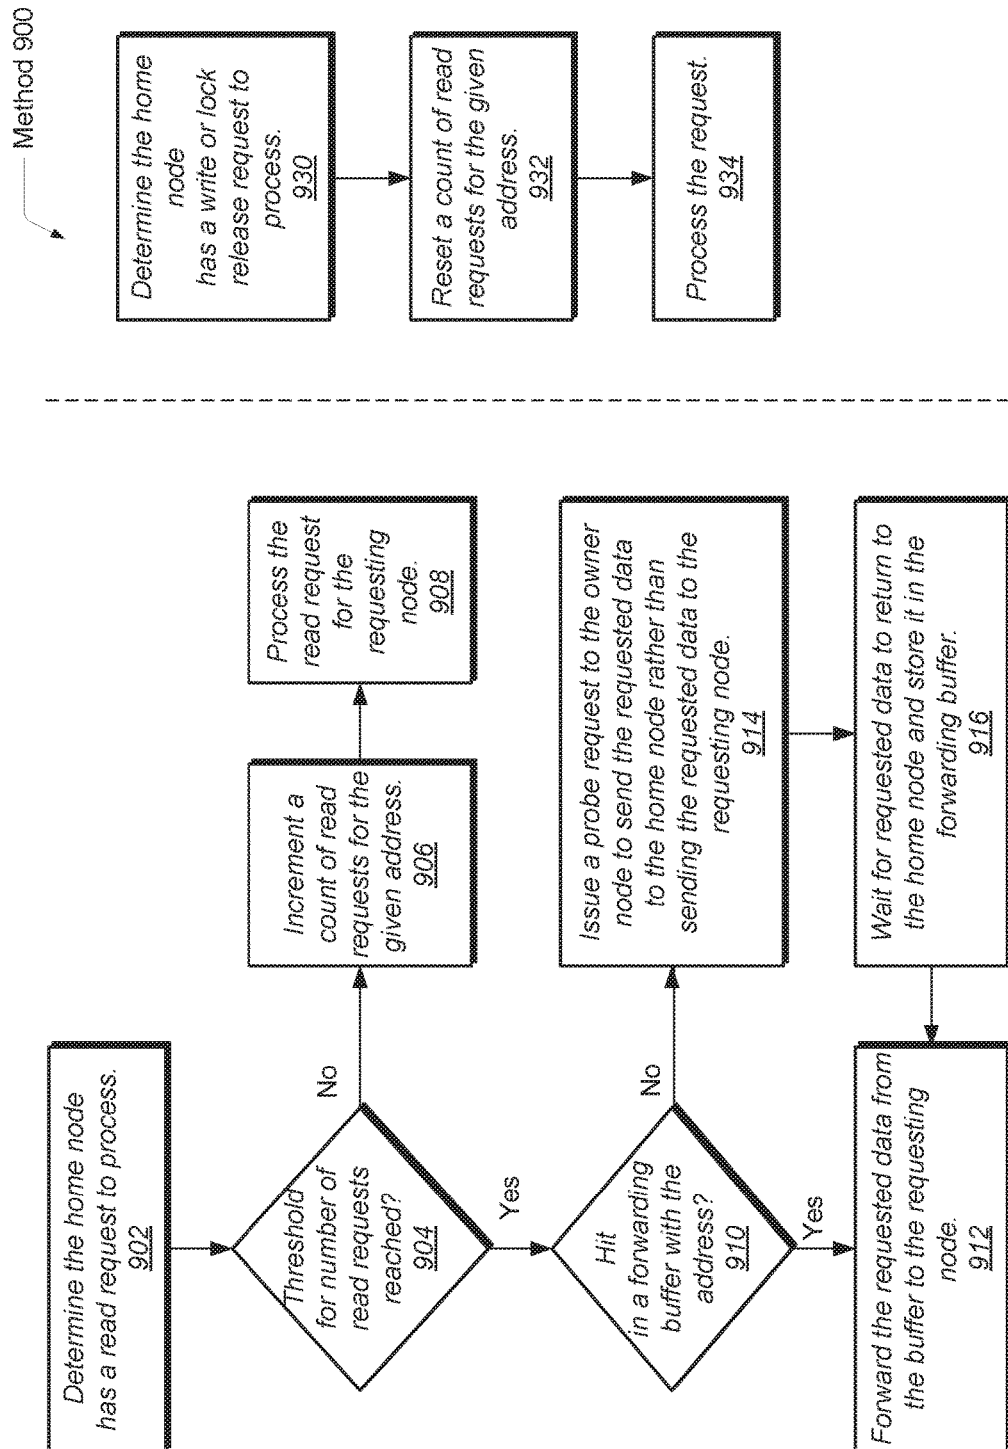 Method 900
Determine the home node
has a read request to process.
902
Threshold
for number of
read requests
reached?
904
No
Yes
Increment a
count of read
requests for the
given address.
906
Process the
read request
for the
requesting
node.
908
Hit
in a forwarding
buffer with the
address?
910
No
Yes
Issue a probe request to the owner
node to send the requested data
to the home node rather than
sending the requested data to the
requesting node.
914
Forward the requested data from
the buffer to the requesting
node.
912
Wait for requested data to return to
the home node and store it in the
forwarding buffer.
916
Determine the home
node
has a write or lock
release request to
process.
930
Reset a count of read
requests for the given
address.
932
Process the request.
934